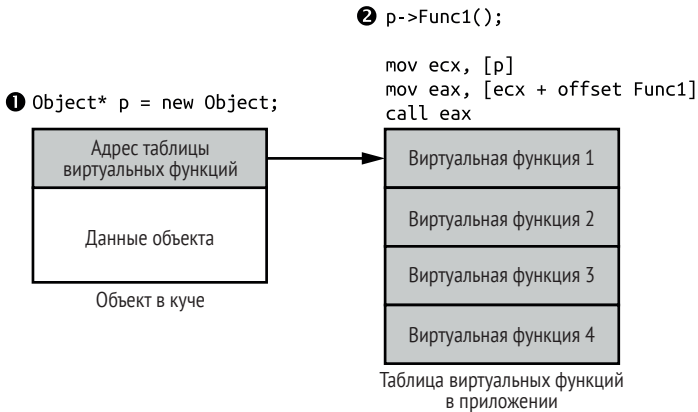 ❷ p->Func1();
mov ecx, [p]
mov eax, [ecx + offset Func1]
call eax
❶ Object* p = new Object;
Адрес таблицы
виртуальных функций
Данные объекта
Объект в куче
Виртуальная функция 1
Виртуальная функция 2
Виртуальная функция 3
Виртуальная функция 4
Таблица виртуальных функций
в приложении